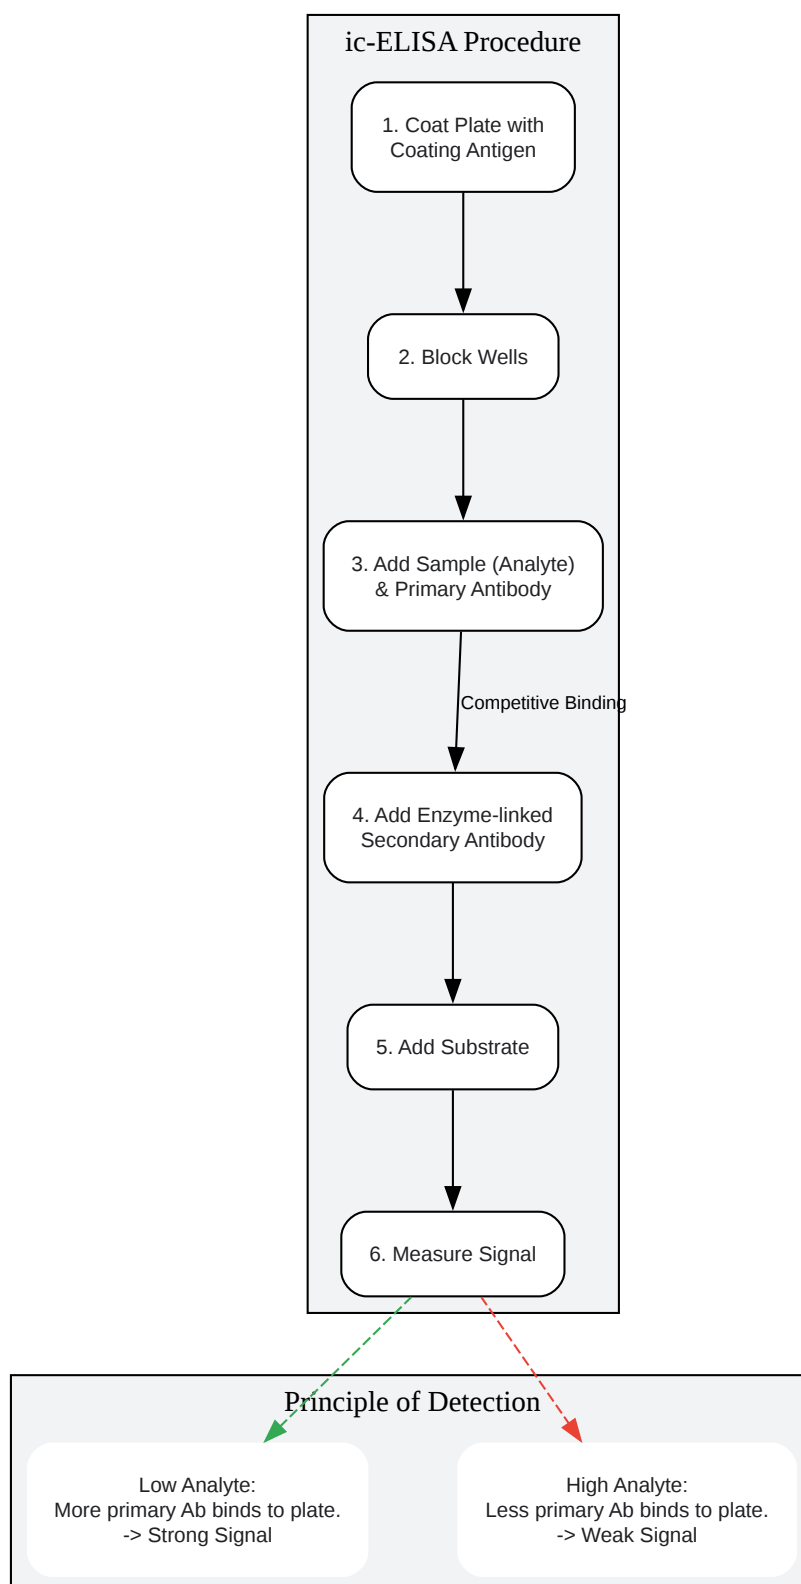 ic-ELISA Procedure
1. Coat Plate with
Coating Antigen
2. Block Wells
3. Add Sample (Analyte)
& Primary Antibody
Competitive Binding
4. Add Enzyme-linked
Secondary Antibody
5. Add Substrate
6. Measure Signal
Principle of Detection
Low Analyte:
More primary Ab binds to plate.
-> Strong Signal
High Analyte:
Less primary Ab binds to plate.
-> Weak Signal